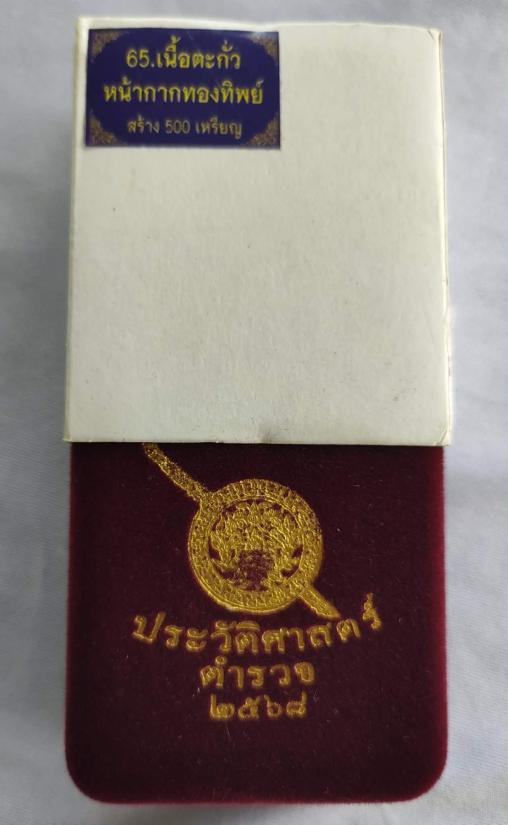 65.เนื้อตะกั่ว
หน้ากากทองทิพย์
สร้าง 500 เหรียญ
ประวัติศาสตร์
ตำรวจ
๒๕๖๘